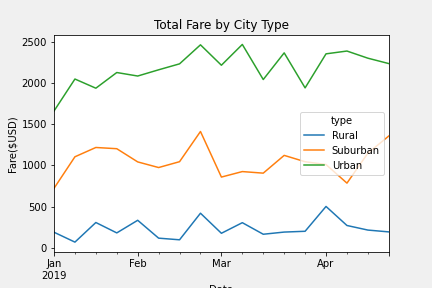 Total Fare by City Type
Fare($USD)
2500
2000
1500
1000
500
0
type
Rural
Suburban
Urban
Jan
2019
Feb
Mar
Apr